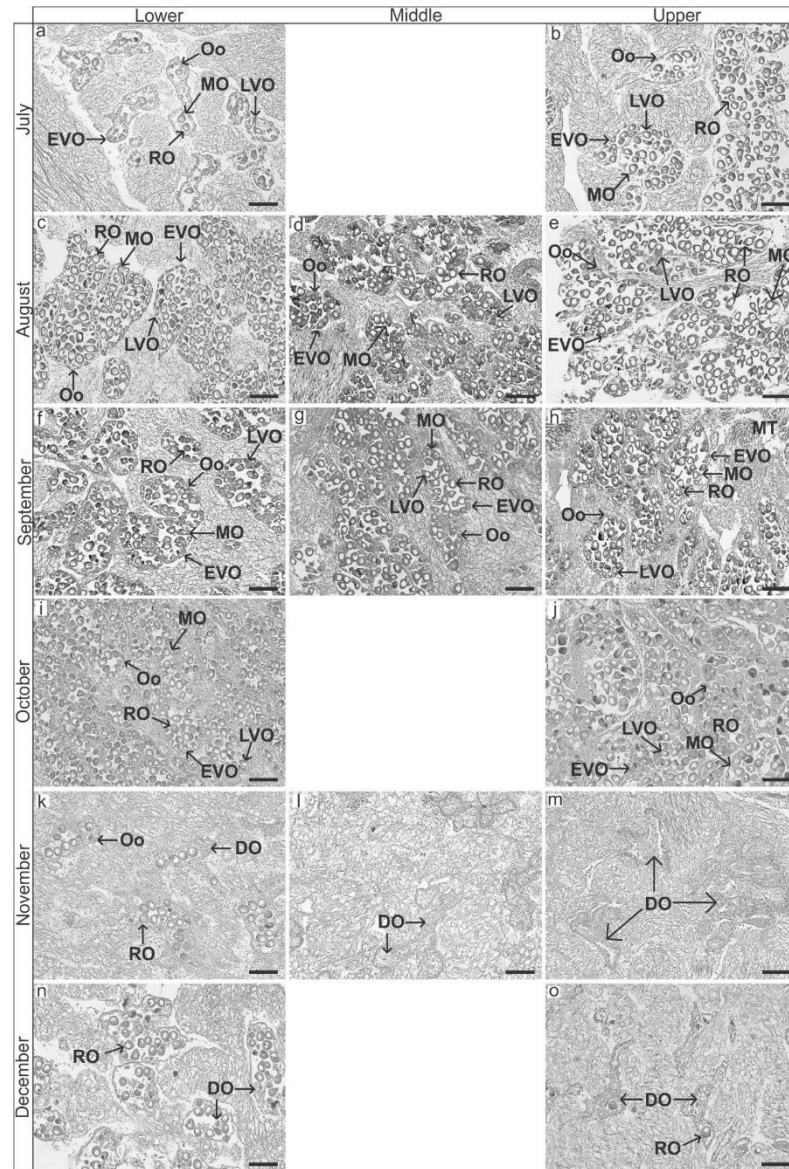 Lower Middle Upper
July
a
Oo
MO
LVO
EVO
RO
b
Oo
LVO
EVO
RO
MO
August
c
RO
MO
EVO
LVO
Oo
d
Oo
RO
LVO
EVO
MO
e
Oo
MO
RO
LVO
EVO
September
f
LVO
RO
Oo
MO
EVO
g
MO
RO
LVO
EVO
Oo
h
MT
EVO
MO
RO
Oo
LVO
October
i
MO
Oo
RO
LVO
EVO
j
Oo
LVO
RO
MO
EVO
November
k
Oo
DO
RO
l
DO
m
DO
December
n
RO
DO
o
DO
RO